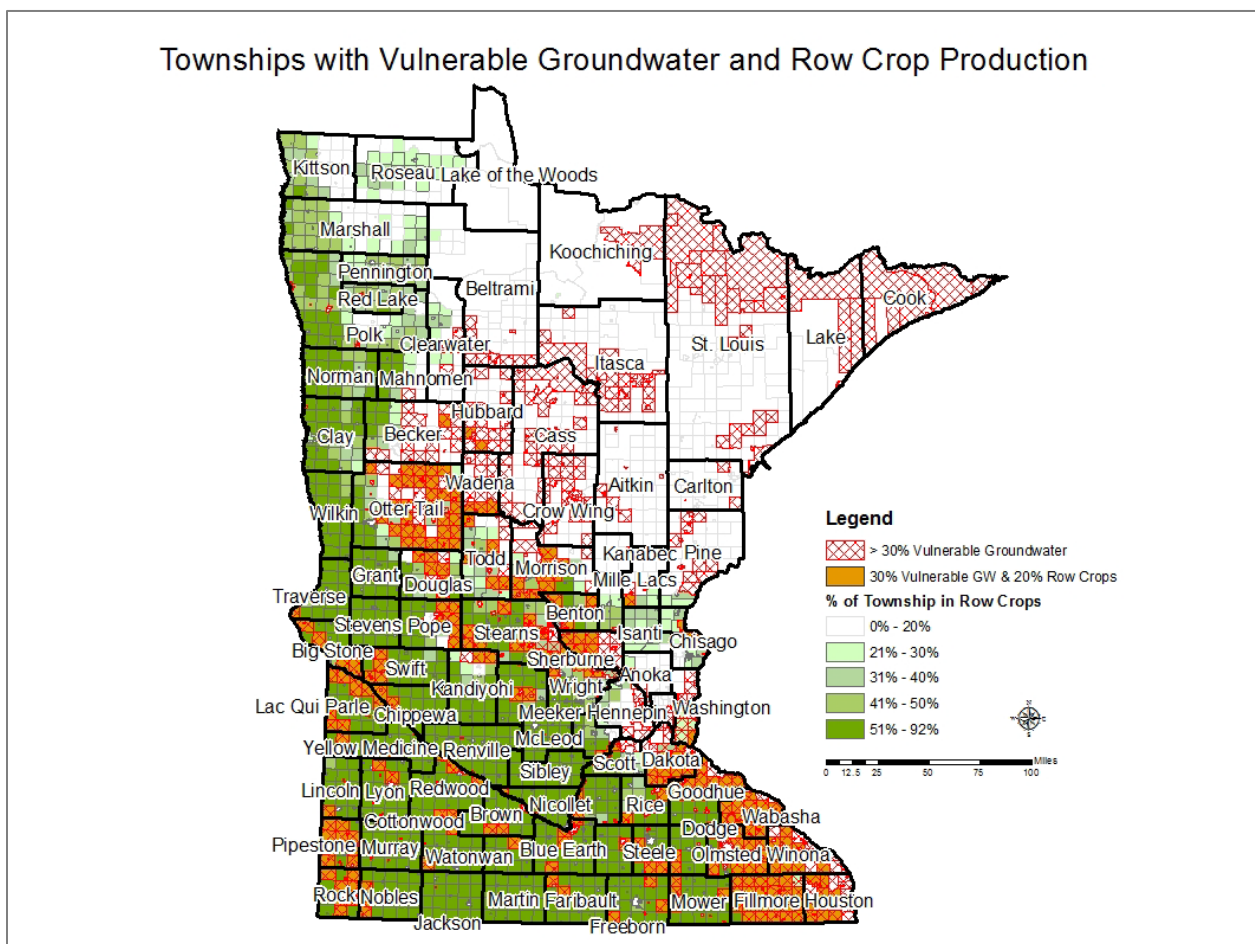 Townships with Vulnerable Groundwater and Row Crop Production
Kittson
Roseau
Lake of the Woods
Marshall
Koochiching
Pennington
Beltrami
Red Lake
Cook
Polk
Clearwater
St. Louis
Lake
Itasca
Norman
Mahnomen
Hubbard
Clay
Becker
Cass
Wadena
Aitkin
Carlton
Otter Tail
Crow Wing
Wilkin
Todd
Morrison
Kanabec
Pine
Grant
Douglas
Mille Lacs
Traverse
Benton
Stevens
Pope
Stearns
Isanti
Chisago
Big Stone
Swift
Sherburne
Kandiyohi
Wright
Anoka
Lac Qui Parle
Chippewa
Meeker
Hennepin
Washington
Yellow Medicine
Renville
McLeod
Scott
Dakota
Sibley
Lincoln
Lyon
Redwood
Nicollet
Rice
Goodhue
Wabasha
Cottonwood
Brown
Dodge
Pipestone
Murray
Watonwan
Blue Earth
Steele
Olmsted
Winona
Rock
Nobles
Martin
Faribault
Mower
Fillmore
Houston
Jackson
Freeborn
Legend
> 30% Vulnerable Groundwater
30% Vulnerable GW & 20% Row Crops
% of Township in Row Crops
0% - 20%
21% - 30%
31% - 40%
41% - 50%
51% - 92%
N
W E
S
Miles
0 12.5 25 50 75 100